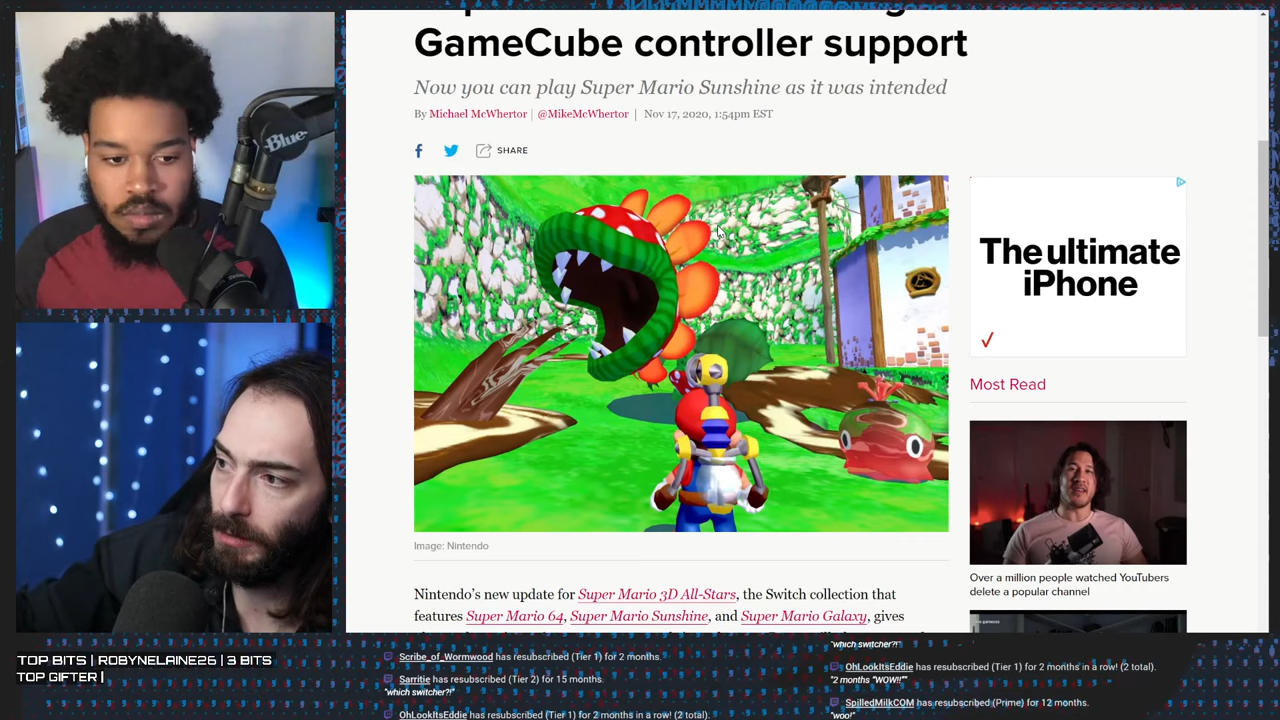 GameCube controller support
Now you can play Super Mario Sunshine as it was intended
By Michael McWhertor | @MikeMcWhertor | Nov 17, 2020, 1:54pm EST
SHARE
The ultimate
iPhone
Most Read
Blue
Image: Nintendo
Over a million people watched YouTubers
delete a popular channel
Nintendo's new update for Super Mario 3D All-Stars, the Switch collection that
features Super Mario 64, Super Mario Sunshine, and Super Mario Galaxy, gives
TOP BITS | ROBYNELAINE26 | 3 BITS
TOP GIFTER |
Scribe_of_Wormwood has resubscribed (Tier 1) for 2 months.
Sarritie has resubscribed (Tier 2) for 15 months.
"which switcher?!"
OhLookItsEddie has resubscribed (Tier 1) for 2 months in a row! (2 total).
"which switcher?!"
OhLookItsEddie has resubscribed (Tier 1) for 2 months in a row! (2 total).
"2 months "WOW!!""
SpilledMilkCOM has resubscribed (Prime) for 12 months.
"woo!"